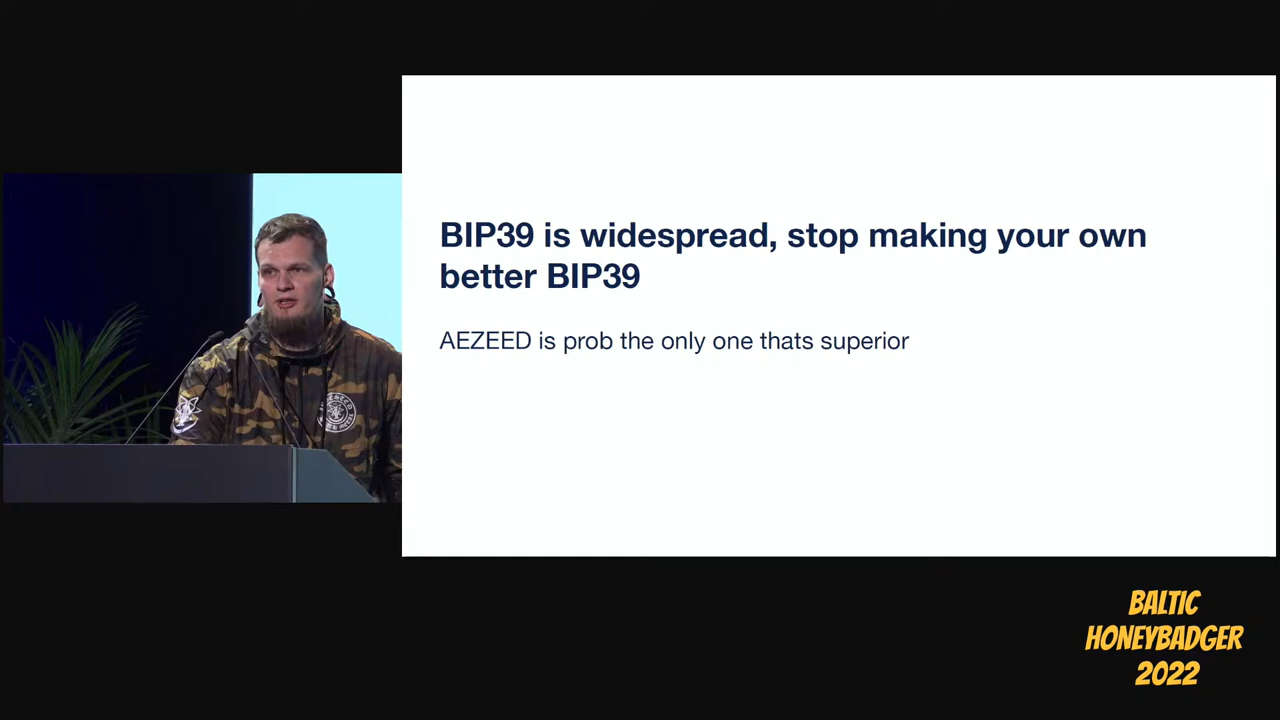 BIP39 is widespread, stop making your own
better BIP39
AEZEED is prob the only one thats superior
BALTIC
HONEYBADGER
2022